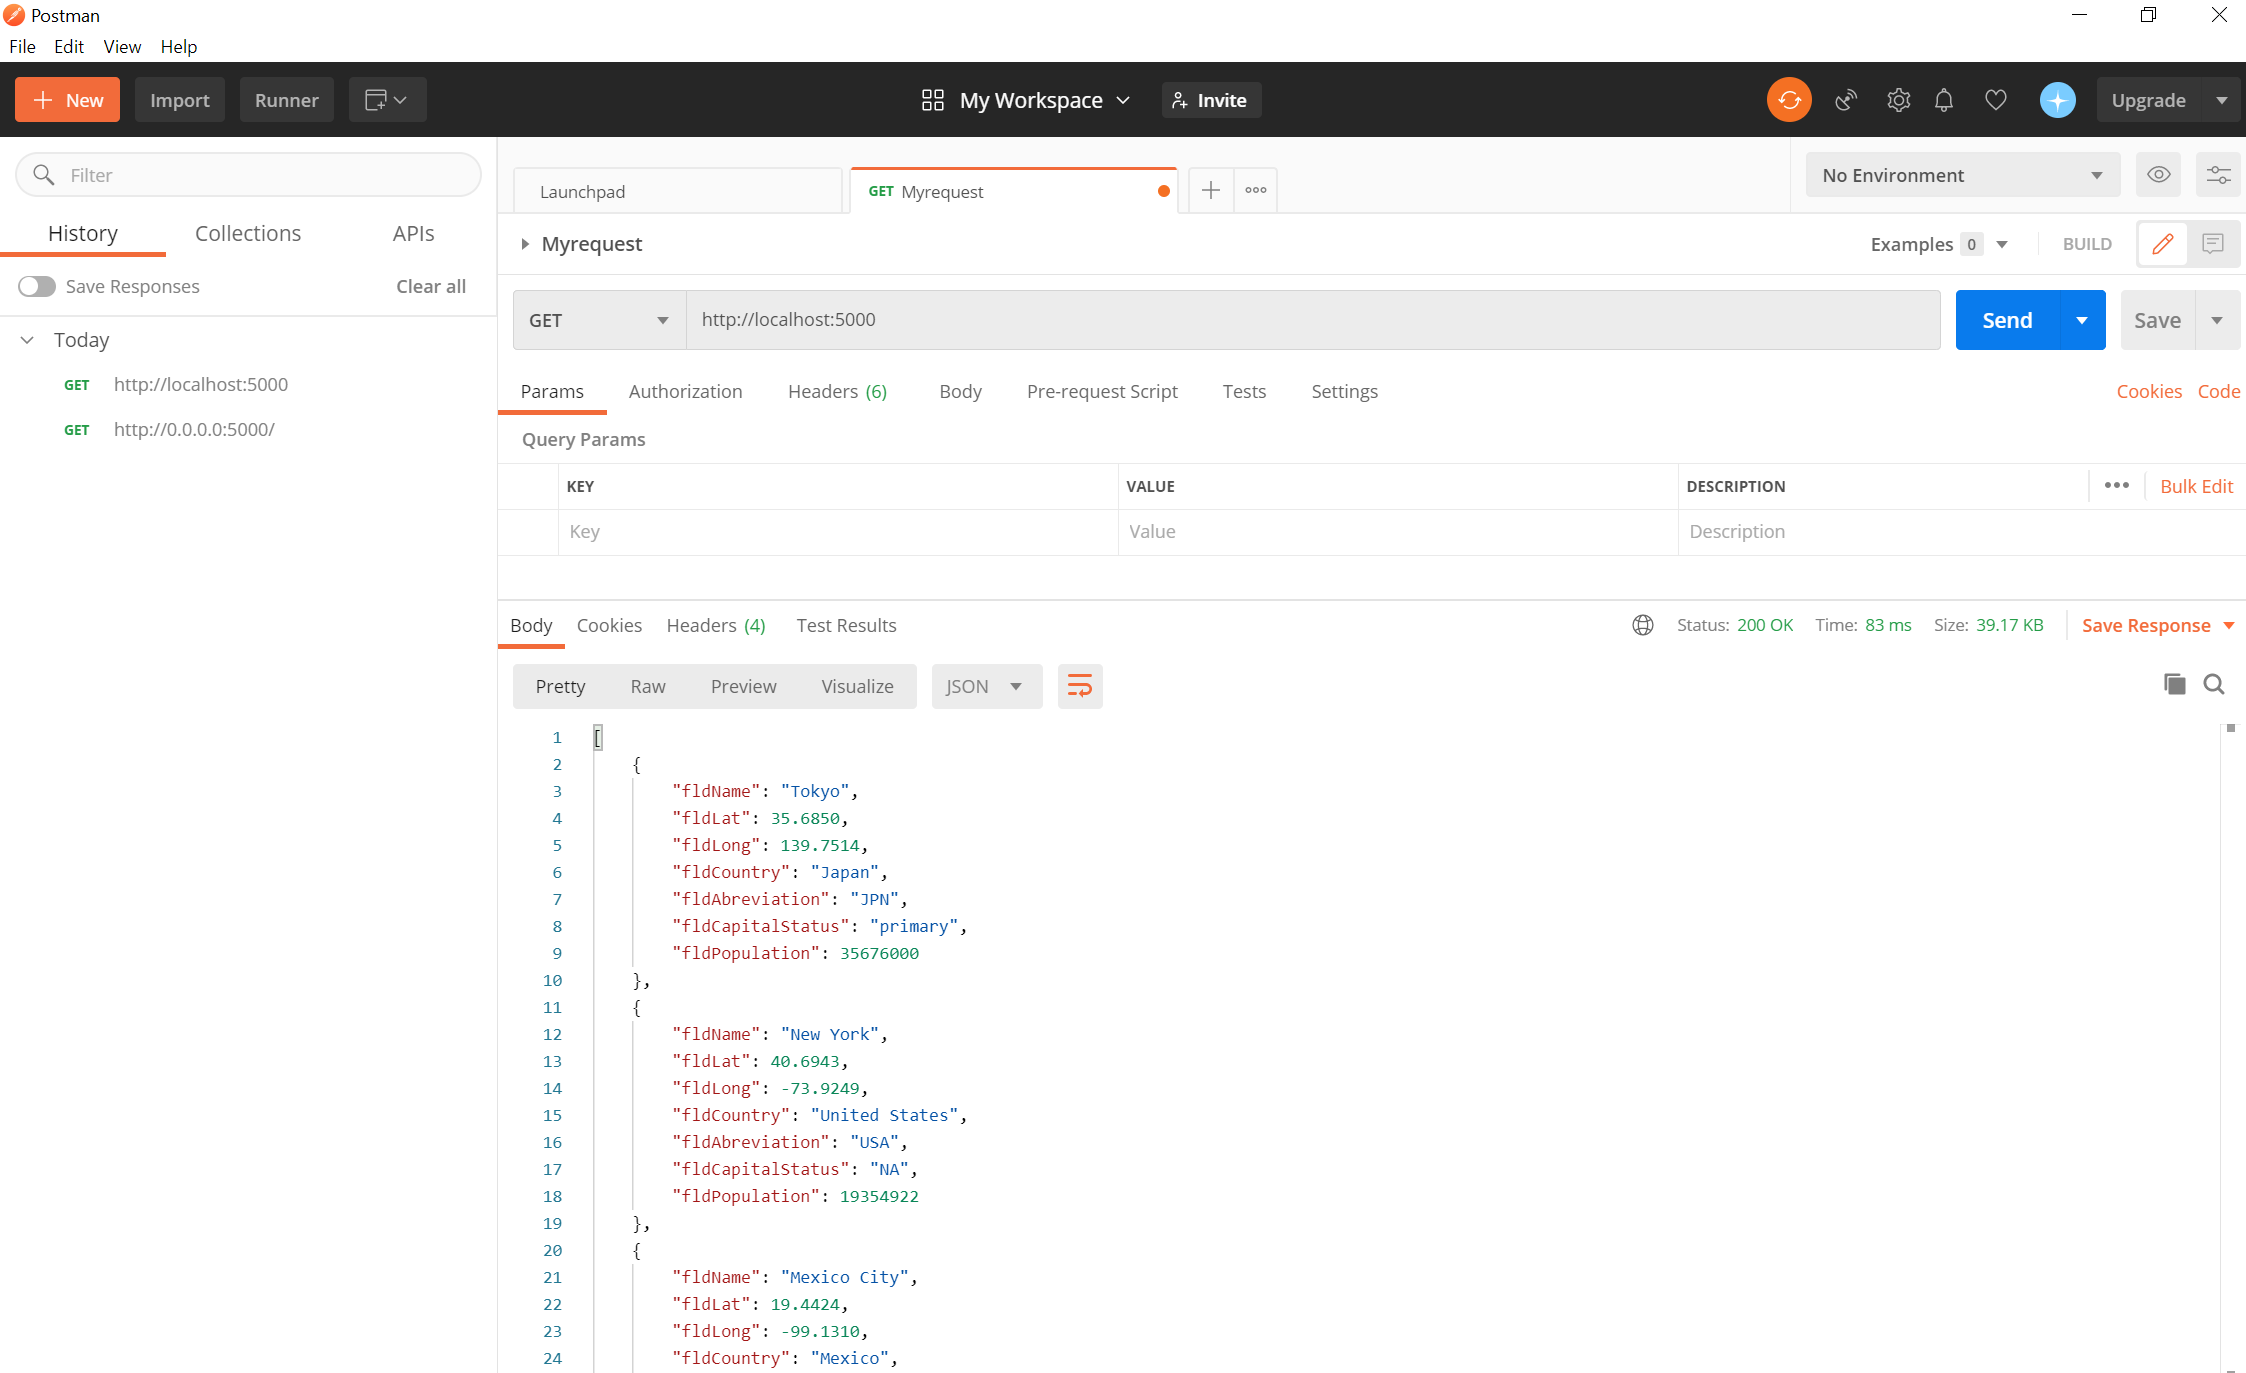 Postman
File Edit View Help
New Import Runner My Workspace Invite Upgrade
Filter
Launchpad GET Myrequest No Environment
History Collections APIs
Myrequest Examples 0 BUILD
Save Responses Clear all
GET http://localhost:5000 Send Save
Today
GET http://localhost:5000
GET http://0.0.0.0:5000/
Params Authorization Headers (6) Body Pre-request Script Tests Settings Cookies Code
Query Params
KEY VALUE DESCRIPTION ••• Bulk Edit
Key Value Description
Body Cookies Headers (4) Test Results Status: 200 OK Time: 83 ms Size: 39.17 KB Save Response
Pretty Raw Preview Visualize JSON
1 [
2 {
3 "fldName": "Tokyo",
4 "fldLat": 35.6850,
5 "fldLong": 139.7514,
6 "fldCountry": "Japan",
7 "fldAbreviation": "JPN",
8 "fldCapitalStatus": "primary",
9 "fldPopulation": 35676000
10 },
11 {
12 "fldName": "New York",
13 "fldLat": 40.6943,
14 "fldLong": -73.9249,
15 "fldCountry": "United States",
16 "fldAbreviation": "USA",
17 "fldCapitalStatus": "NA",
18 "fldPopulation": 19354922
19 },
20 {
21 "fldName": "Mexico City",
22 "fldLat": 19.4424,
23 "fldLong": -99.1310,
24 "fldCountry": "Mexico",